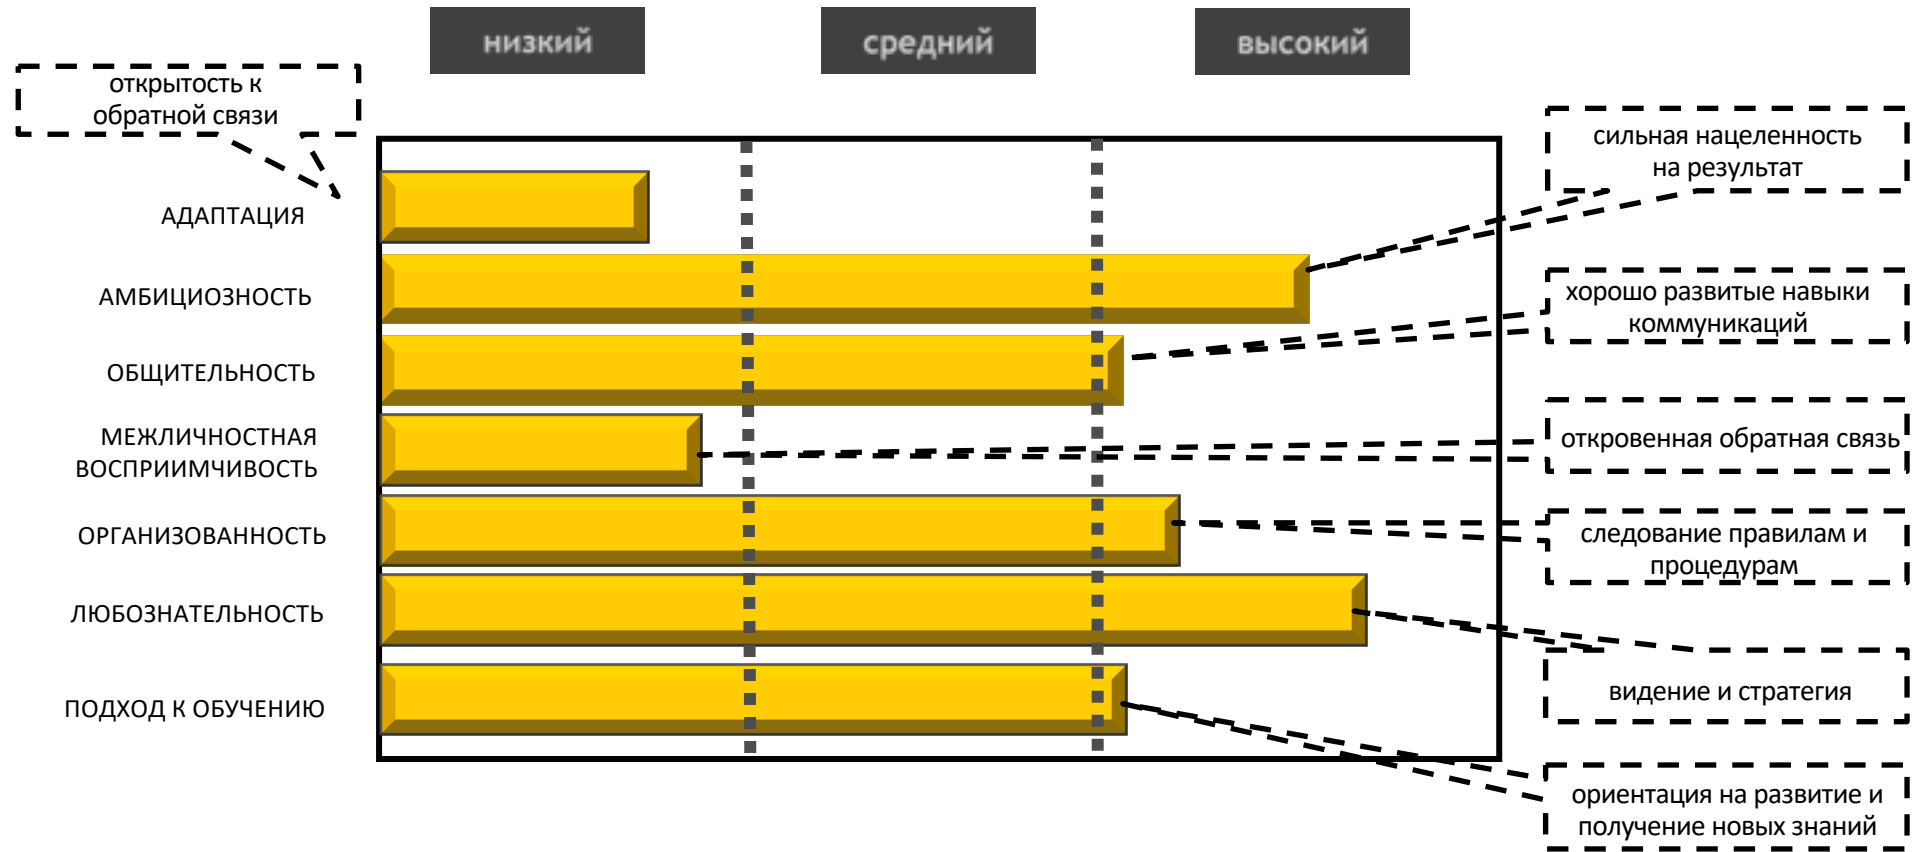 низкий
средний
высокий
открытость к
обратной связи
АДАПТАЦИЯ
АМБИЦИОЗНОСТЬ
ОБЩИТЕЛЬНОСТЬ
МЕЖЛИЧНОСТНАЯ
ВОСПРИИМЧИВОСТЬ
ОРГАНИЗОВАННОСТЬ
ЛЮБОЗНАТЕЛЬНОСТЬ
ПОДХОД К ОБУЧЕНИЮ
сильная нацеленность
на результат
хорошо развитые навыки
коммуникаций
откровенная обратная связь
следование правилам и
процедурам
видение и стратегия
ориентация на развитие и
получение новых знаний